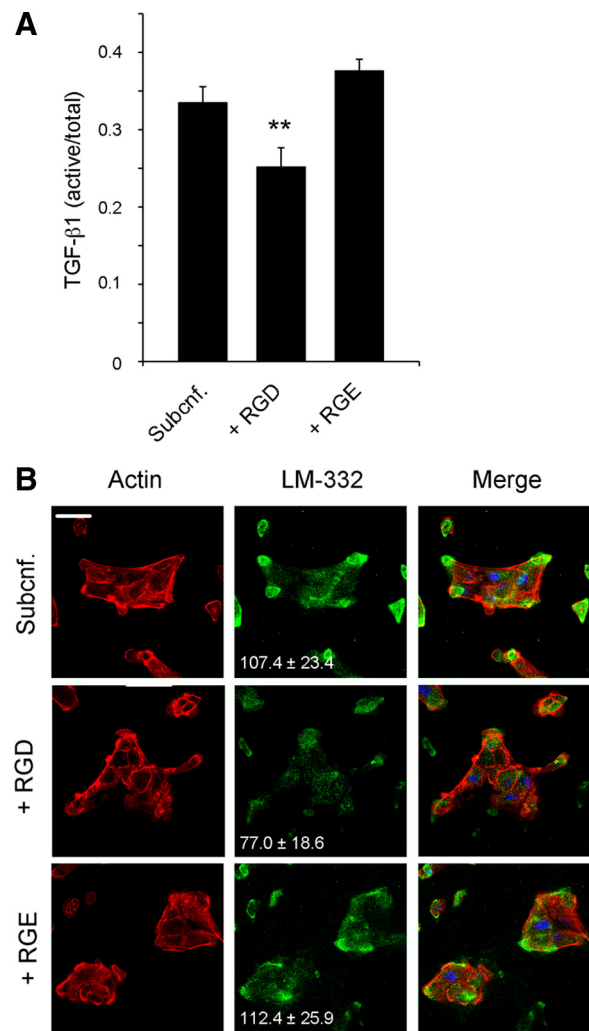 A
TGF-β1 (active/total)
0.4
0.3
0.2
0.1
0
**
Subcnf.
+ RGD
+ RGE
B
Actin LM-332 Merge
Subcnf.
107.4 ± 23.4
+ RGD
77.0 ± 18.6
+ RGE
112.4 ± 25.9